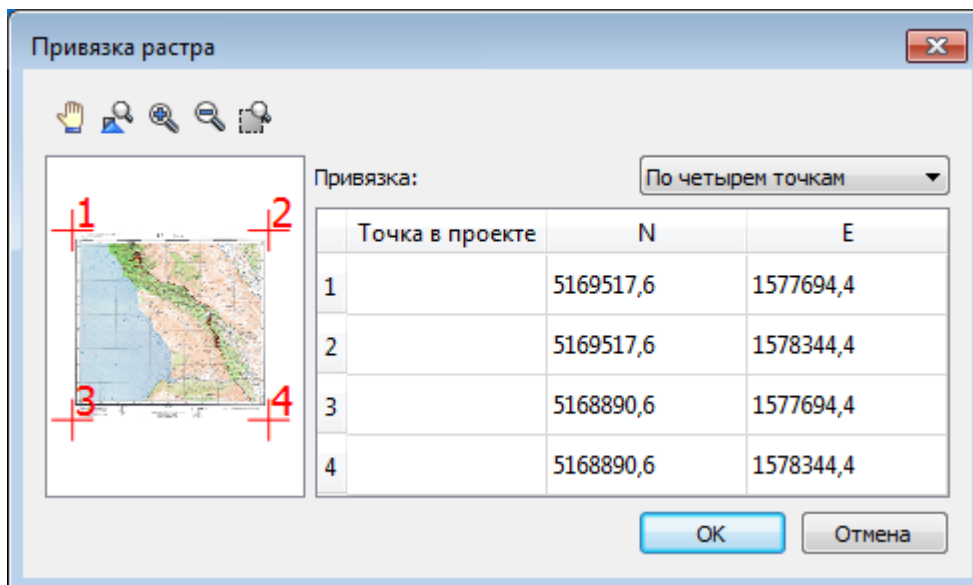 Привязка растра
Привязка: По четырем точкам
1 2
3 4
Точка в проекте N E
1 5169517,6 1577694,4
2 5169517,6 1578344,4
3 5168890,6 1577694,4
4 5168890,6 1578344,4
OK Отмена